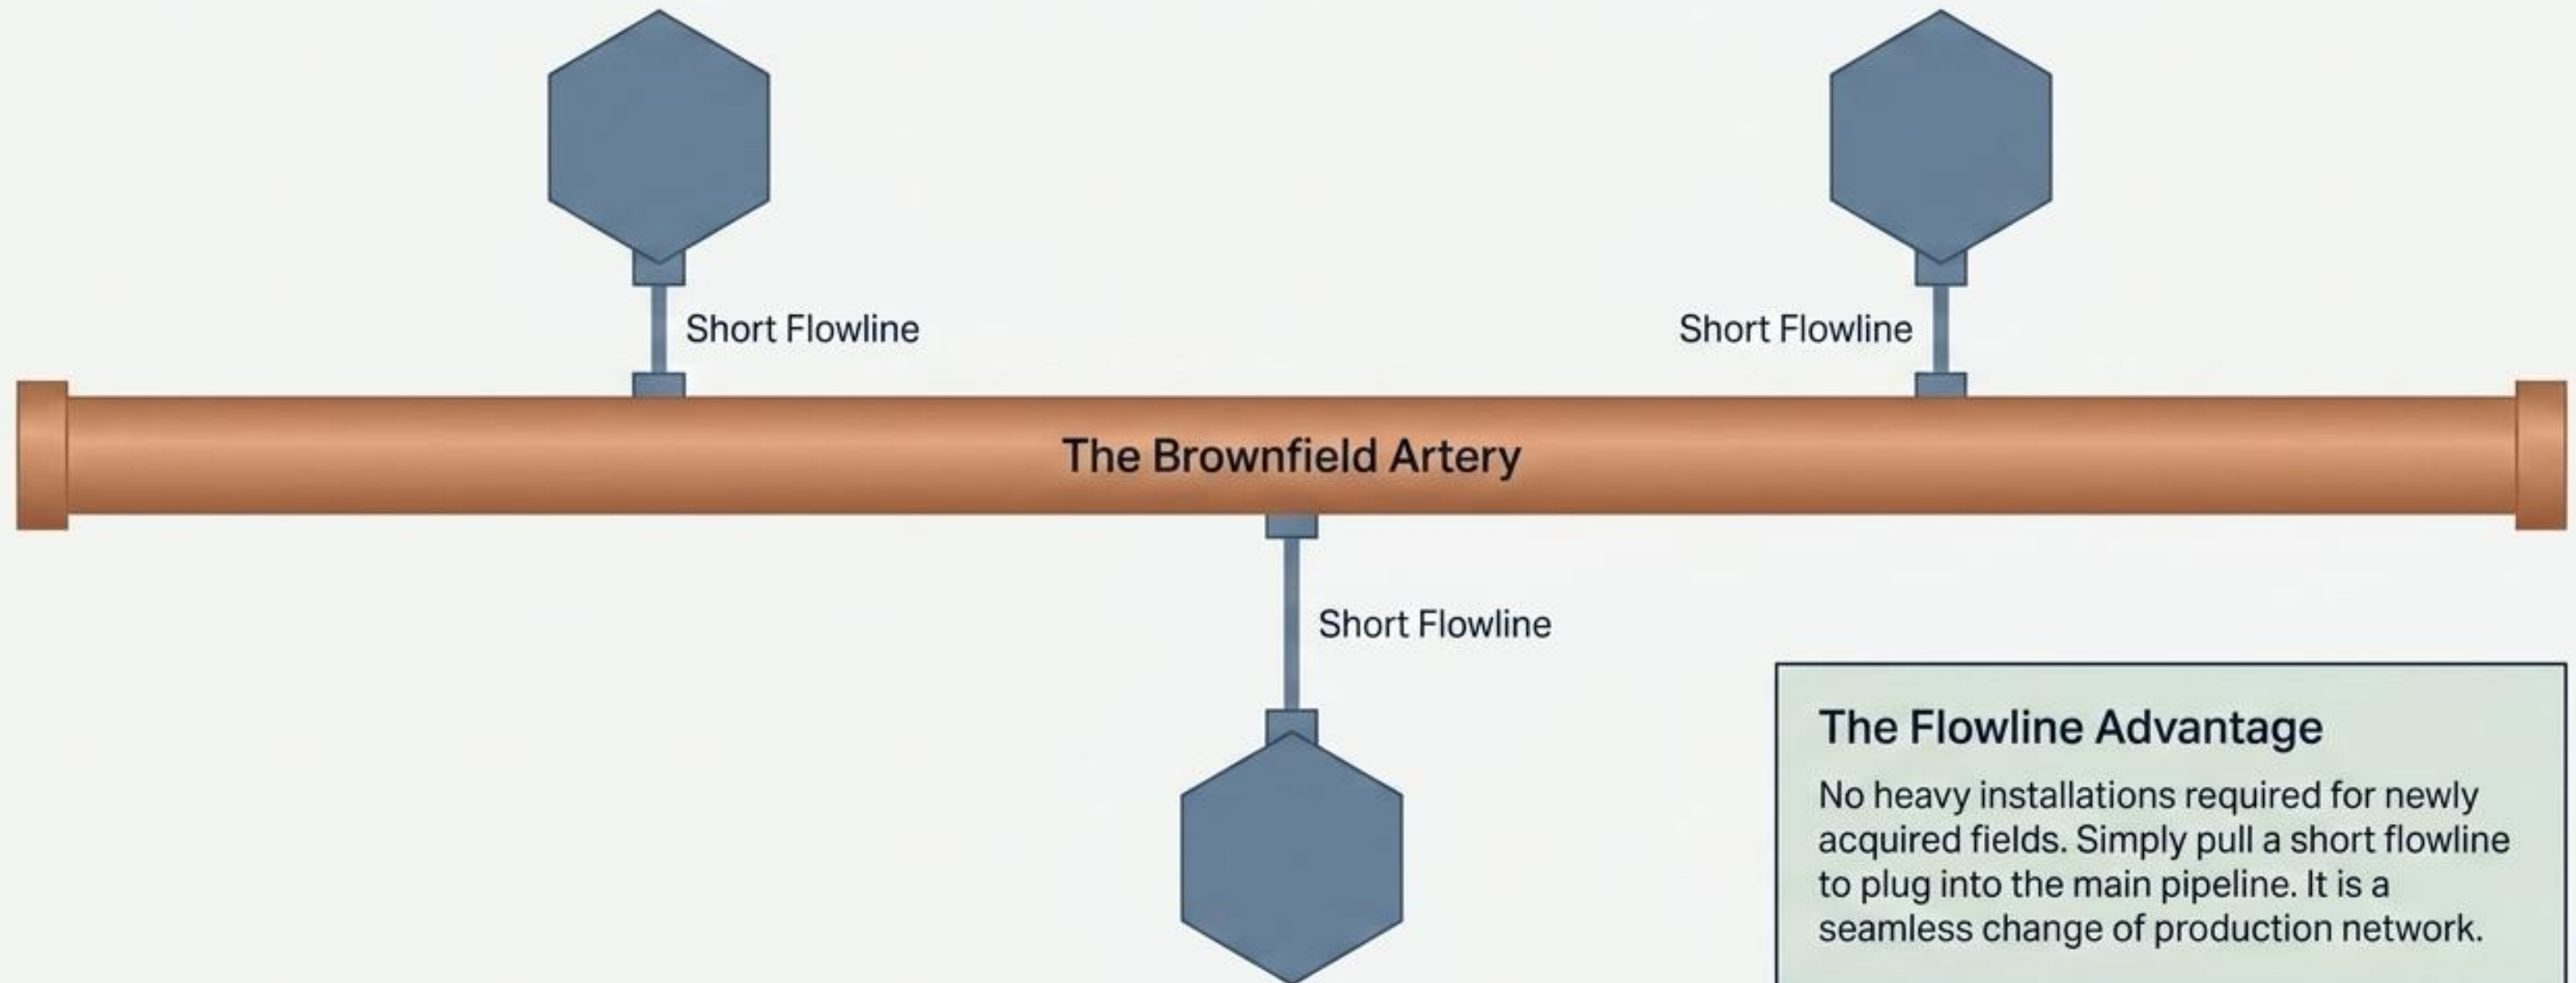 Short Flowline
Short Flowline
The Brownfield Artery
Short Flowline
The Flowline Advantage
No heavy installations required for newly
acquired fields. Simply pull a short flowline
to plug into the main pipeline. It is a
seamless change of production network.